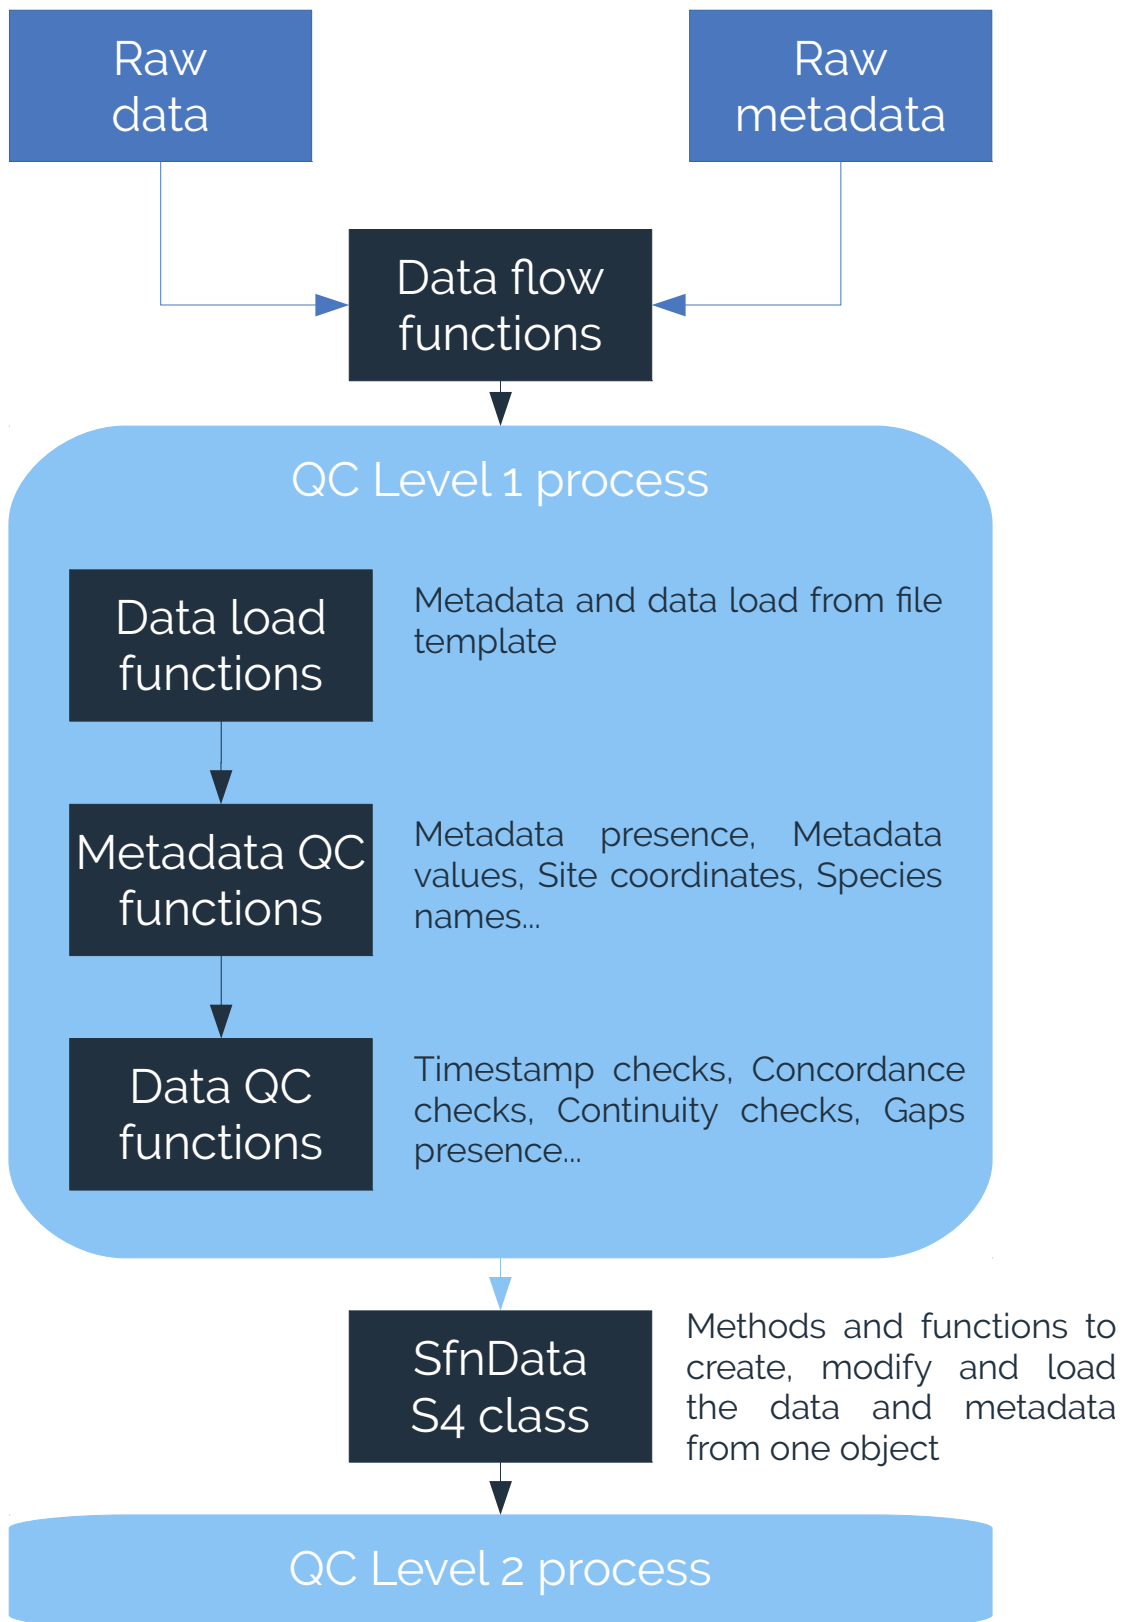 Raw
data
Raw
metadata
Data flow
functions
QC Level 1 process
Data load
functions
Metadata and data load from file
template
Metadata QC
functions
Metadata presence, Metadata
values, Site coordinates, Species
names...
Data QC
functions
Timestamp checks, Concordance
checks, Continuity checks, Gaps
presence...
SfnData
S4 class
Methods and functions to
create, modify and load
the data and metadata
from one object
QC Level 2 process